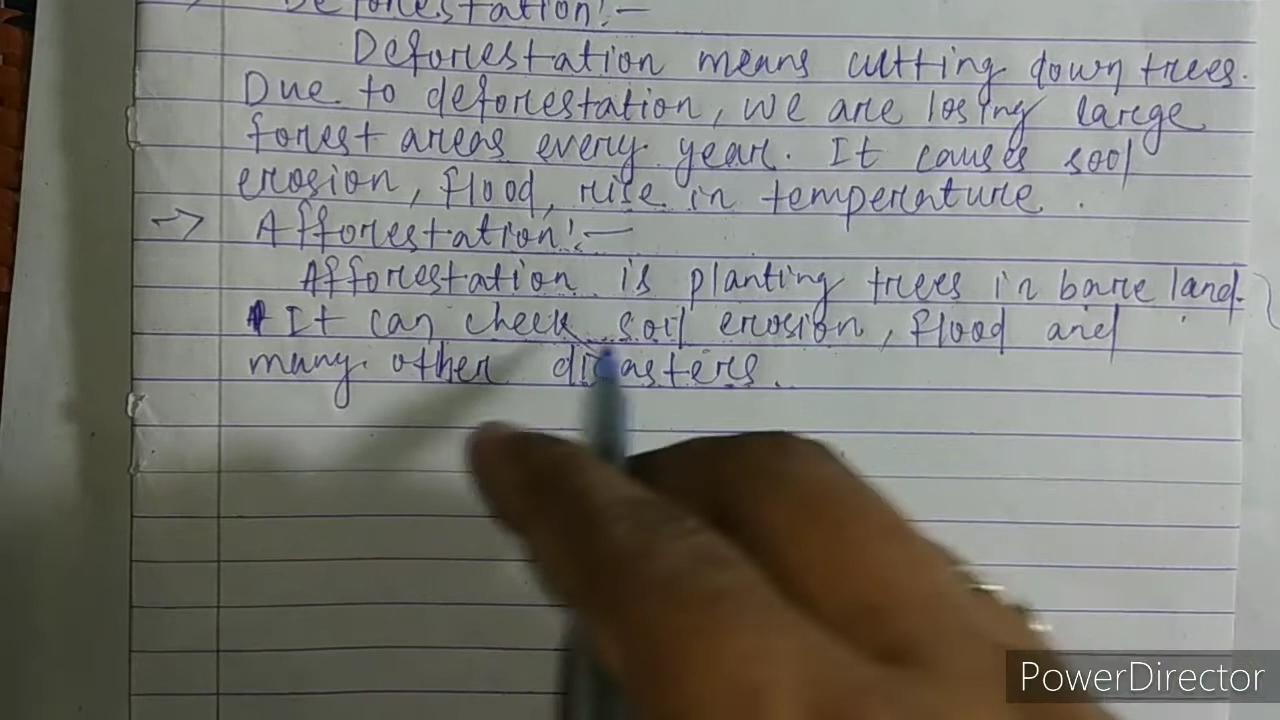 → Deforestation:-
Deforestation means cutting down trees.
Due to deforestation, we are losing large
forest areas every year. It causes soil
erosion, flood, rise in temperature.
→ Afforestation:-
Afforestation is planting trees in bare land.
It can check soil erosion, flood and
many other disasters.
PowerDirector